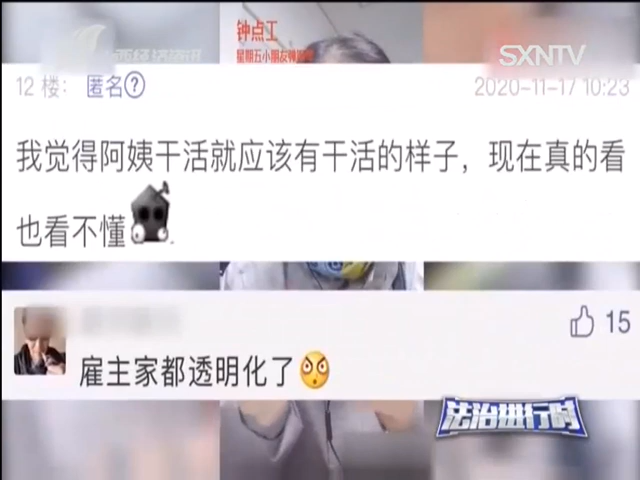 钟点工
SXNTV
12 楼: 匿名?
2020-11-17 10:23
我觉得阿姨干活就应该有干活的样子，现在真的看
也看不懂
15
雇主家都透明化了
法治进行时